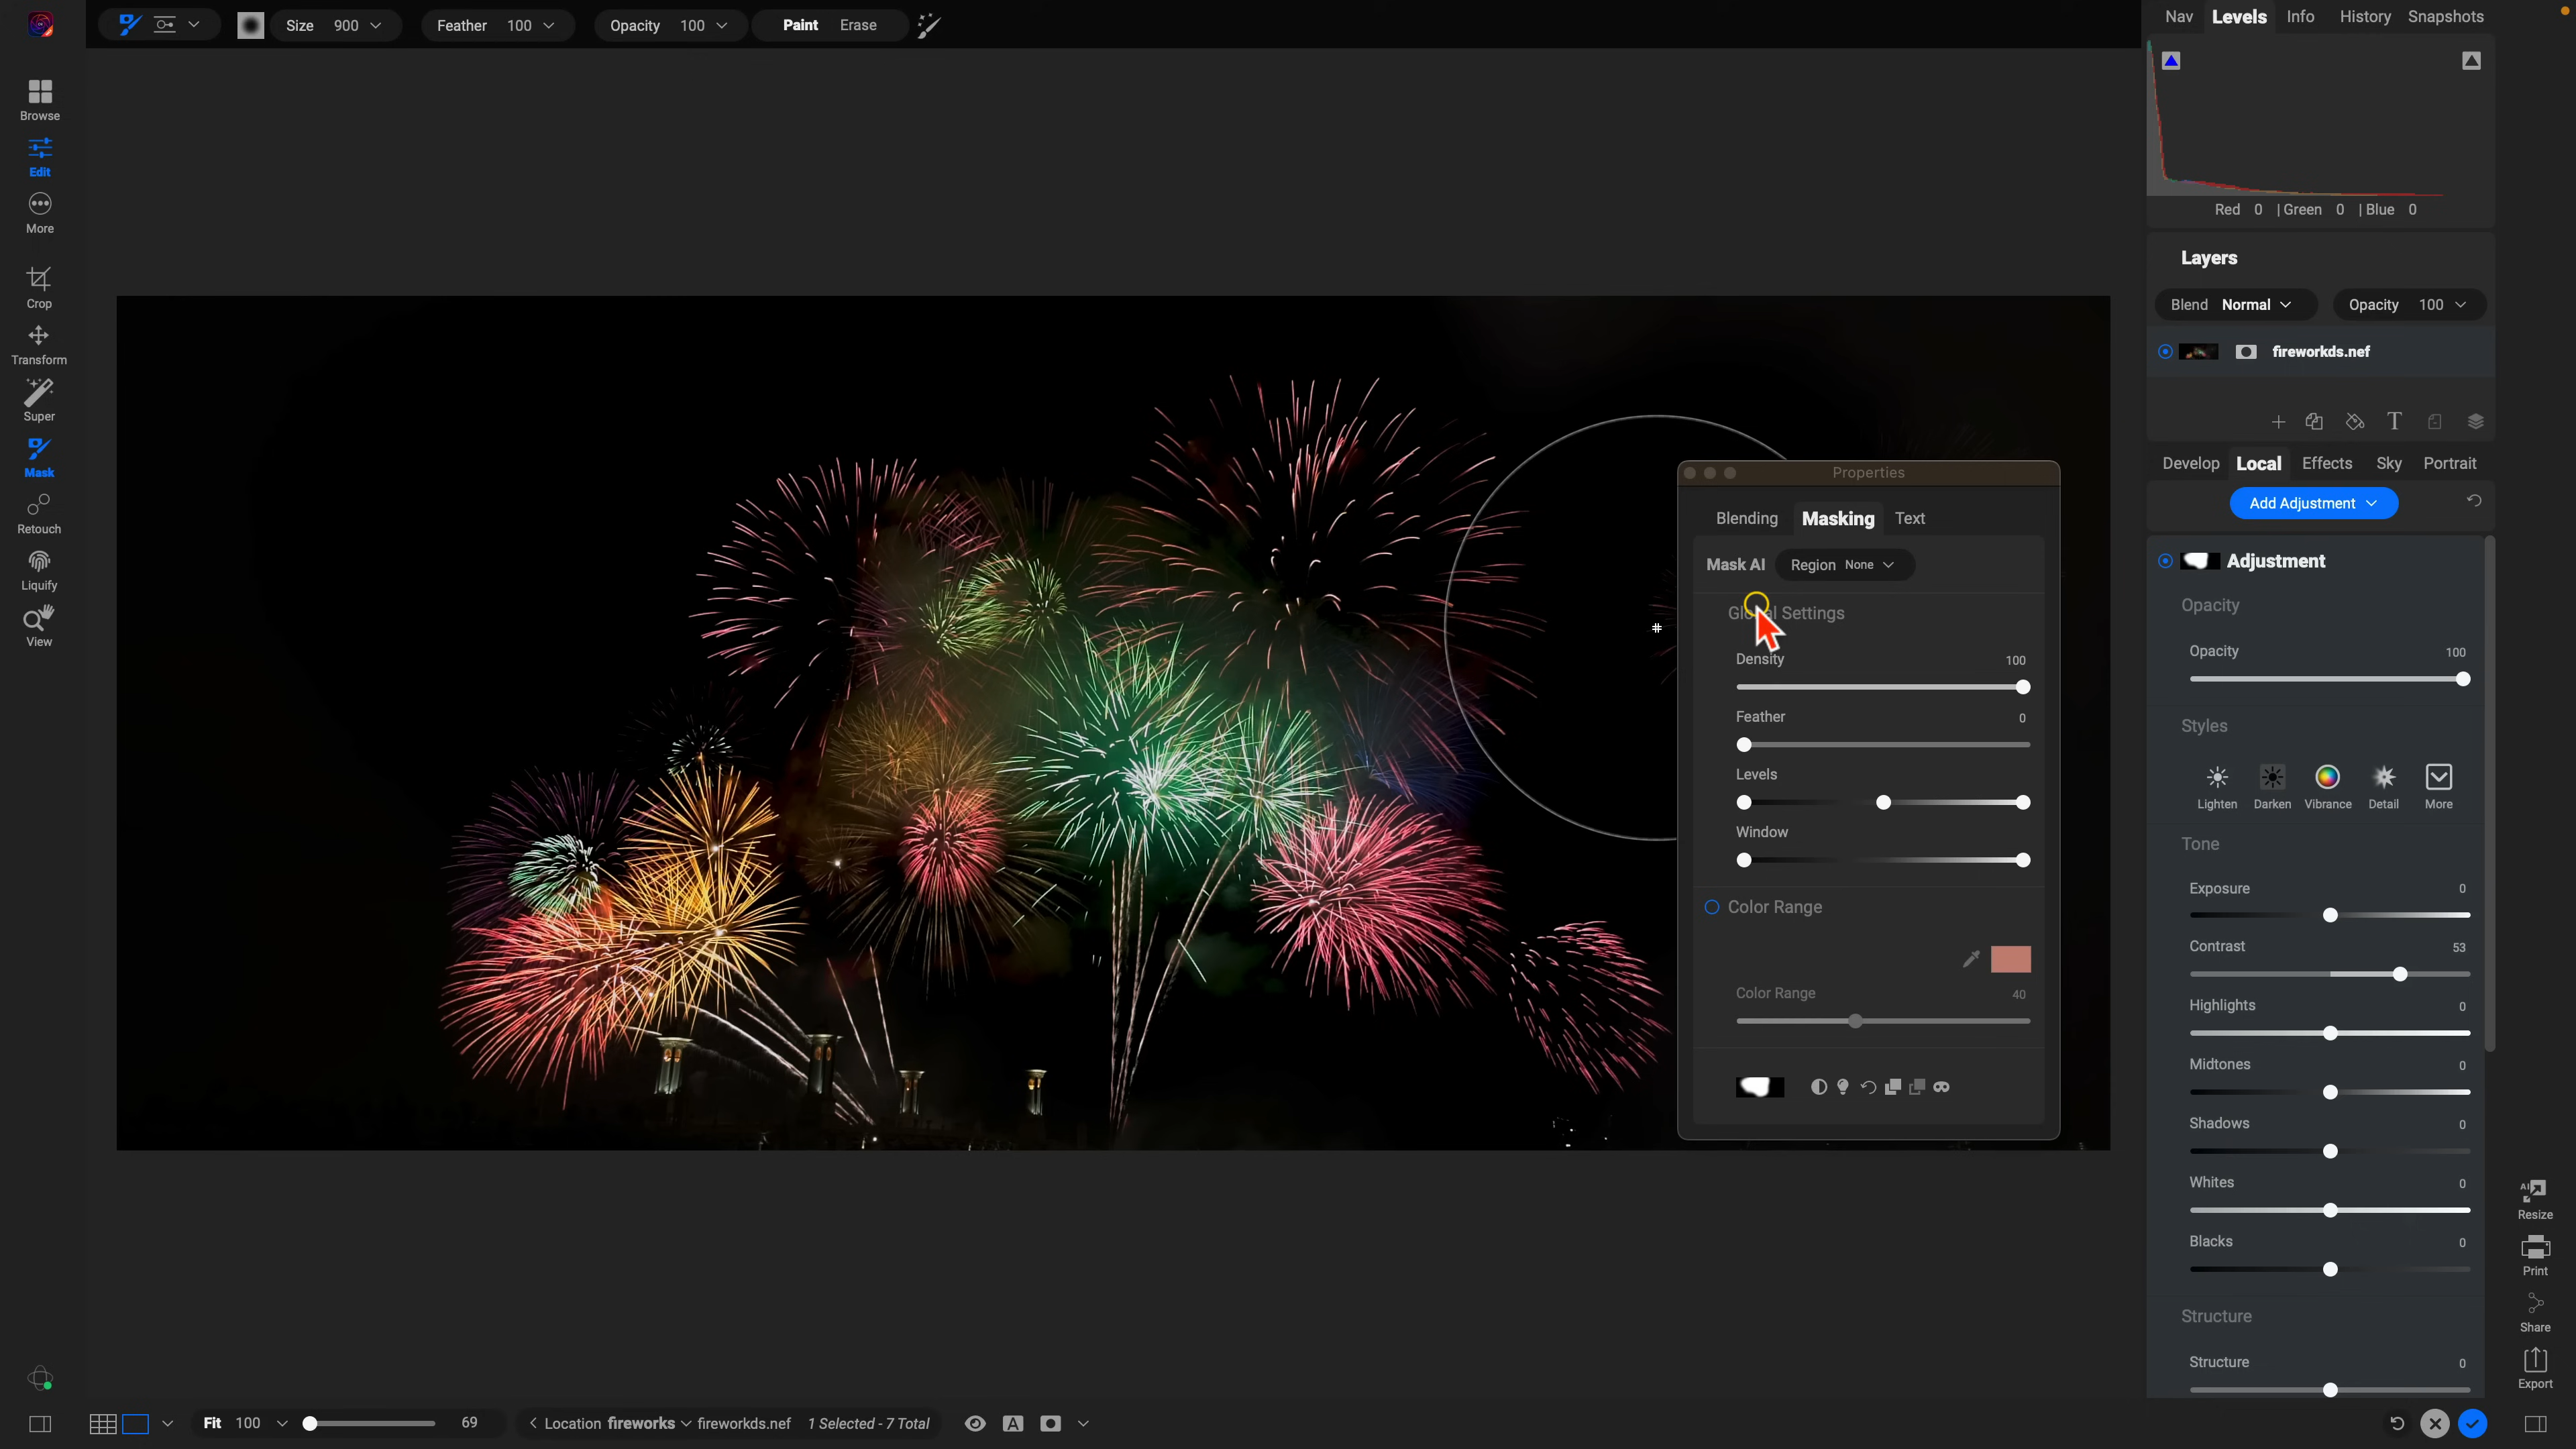 Size 900 Feather 100 Opacity 100 Paint Erase
Nav Levels Info History Snapshots
Browse
Edit
More
Crop
Transform
Super
Mask
Retouch
Liquify
View
Red 0 | Green 0 | Blue 0
Layers
Blend Normal Opacity 100
fireworkds.nef
T
Develop Local Effects Sky Portrait
Add Adjustment
Adjustment
Opacity
Opacity 100
Styles
Lighten Darken Vibrance Detail More
Tone
Exposure 0
Contrast 53
Highlights 0
Midtones 0
Shadows 0
Whites 0
Blacks 0
Structure
Structure 0
Properties
Blending Masking Text
Mask AI Region None
Global Settings
Density 100
Feather 0
Levels
Window
Color Range
Color Range 40
AI
Resize
Print
Share
Export
Fit 100 69 < Location fireworks fireworkds.nef 1 Selected - 7 Total A